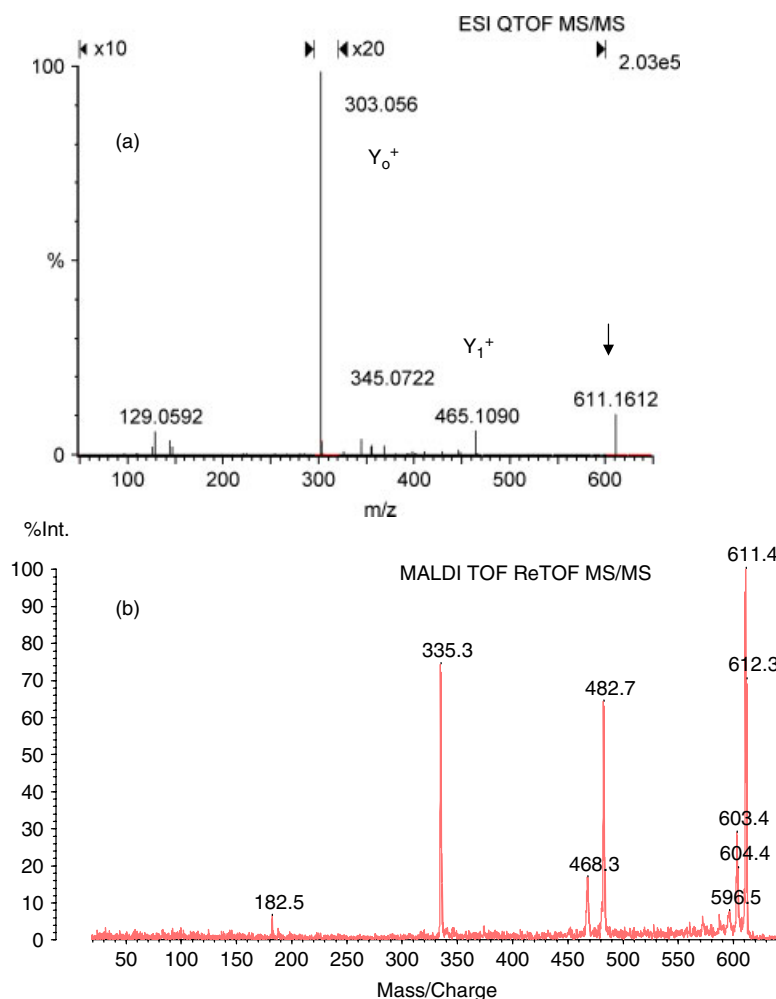 ESI QTOF MS/MS
x10 x20
2.03e5
100
303.056
(a)
Y₀⁺
%
Y₁⁺
345.0722
129.0592 465.1090 611.1612
0
100 200 300 400 500 600
m/z
%Int.
MALDI TOF ReTOF MS/MS
611.4
100
(b)
90
80
335.3
612.3
70
482.7
60
50
40
30
603.4
604.4
20
468.3
596.5
10
182.5
0
50 100 150 200 250 300 350 400 450 500 550 600
Mass/Charge